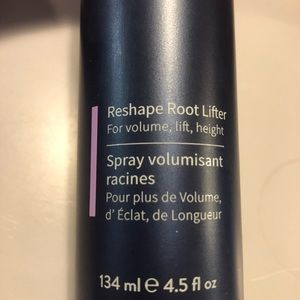 Reshape Root Lifter
For volume, lift, height
Spray volumisant
racines
Pour plus de Volume,
d' Éclat, de Longueur
134 ml e 4.5 fl oz